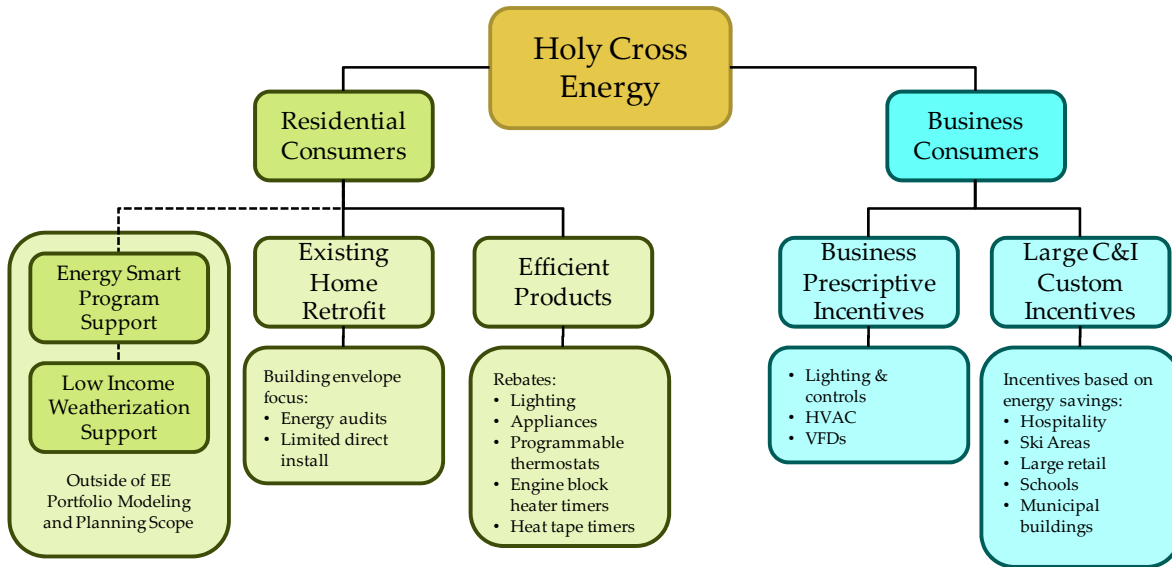 Holy Cross
Energy
Residential
Consumers
Business
Consumers
Energy Smart
Program
Support
Low Income
Weatherization
Support
Outside of EE
Portfolio Modeling
and Planning Scope
Existing
Home
Retrofit
Building envelope
focus:
• Energy audits
• Limited direct
install
Efficient
Products
Rebates:
• Lighting
• Appliances
• Programmable
thermostats
• Engine block
heater timers
• Heat tape timers
Business
Prescriptive
Incentives
• Lighting &
controls
• HVAC
• VFDs
Large C&I
Custom
Incentives
Incentives based on
energy savings:
• Hospitality
• Ski Areas
• Large retail
• Schools
• Municipal
buildings